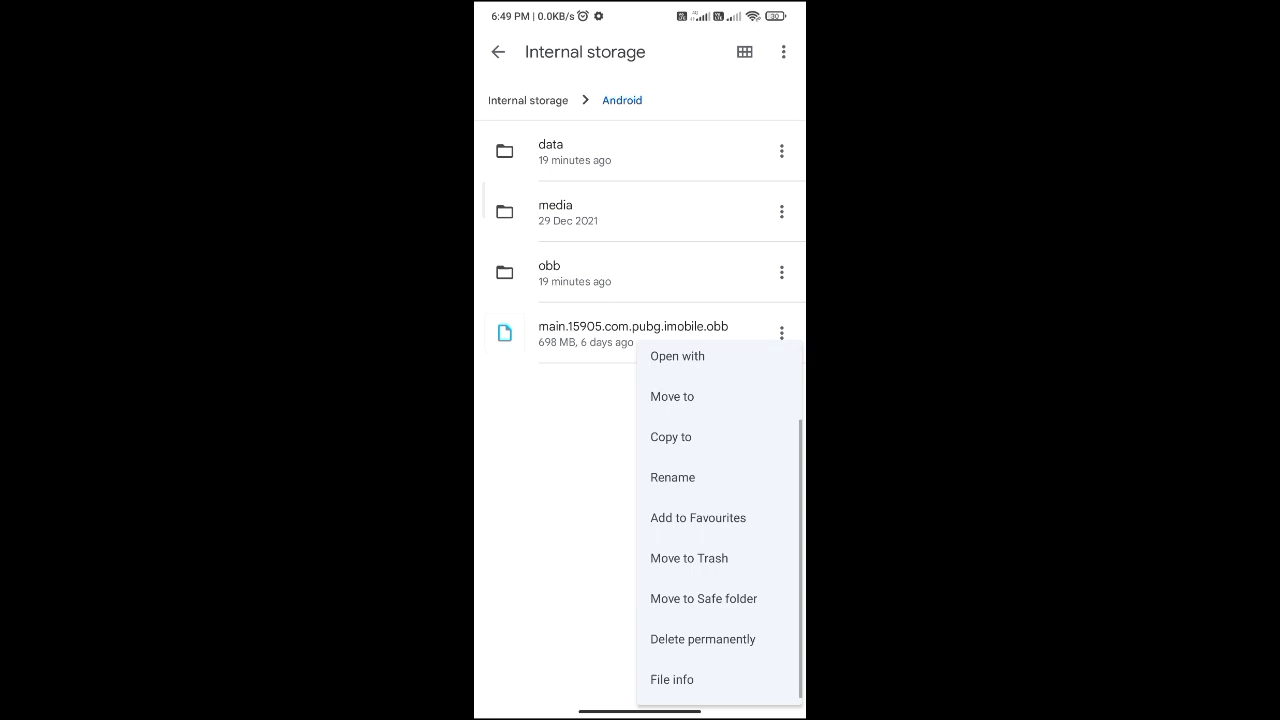 6:49 PM | 0.0KB/s
30
Internal storage
Internal storage > Android
data
19 minutes ago
media
29 Dec 2021
obb
19 minutes ago
main.15905.com.pubg.imobile.obb
698 MB, 6 days ago
Open with
Move to
Copy to
Rename
Add to Favourites
Move to Trash
Move to Safe folder
Delete permanently
File info